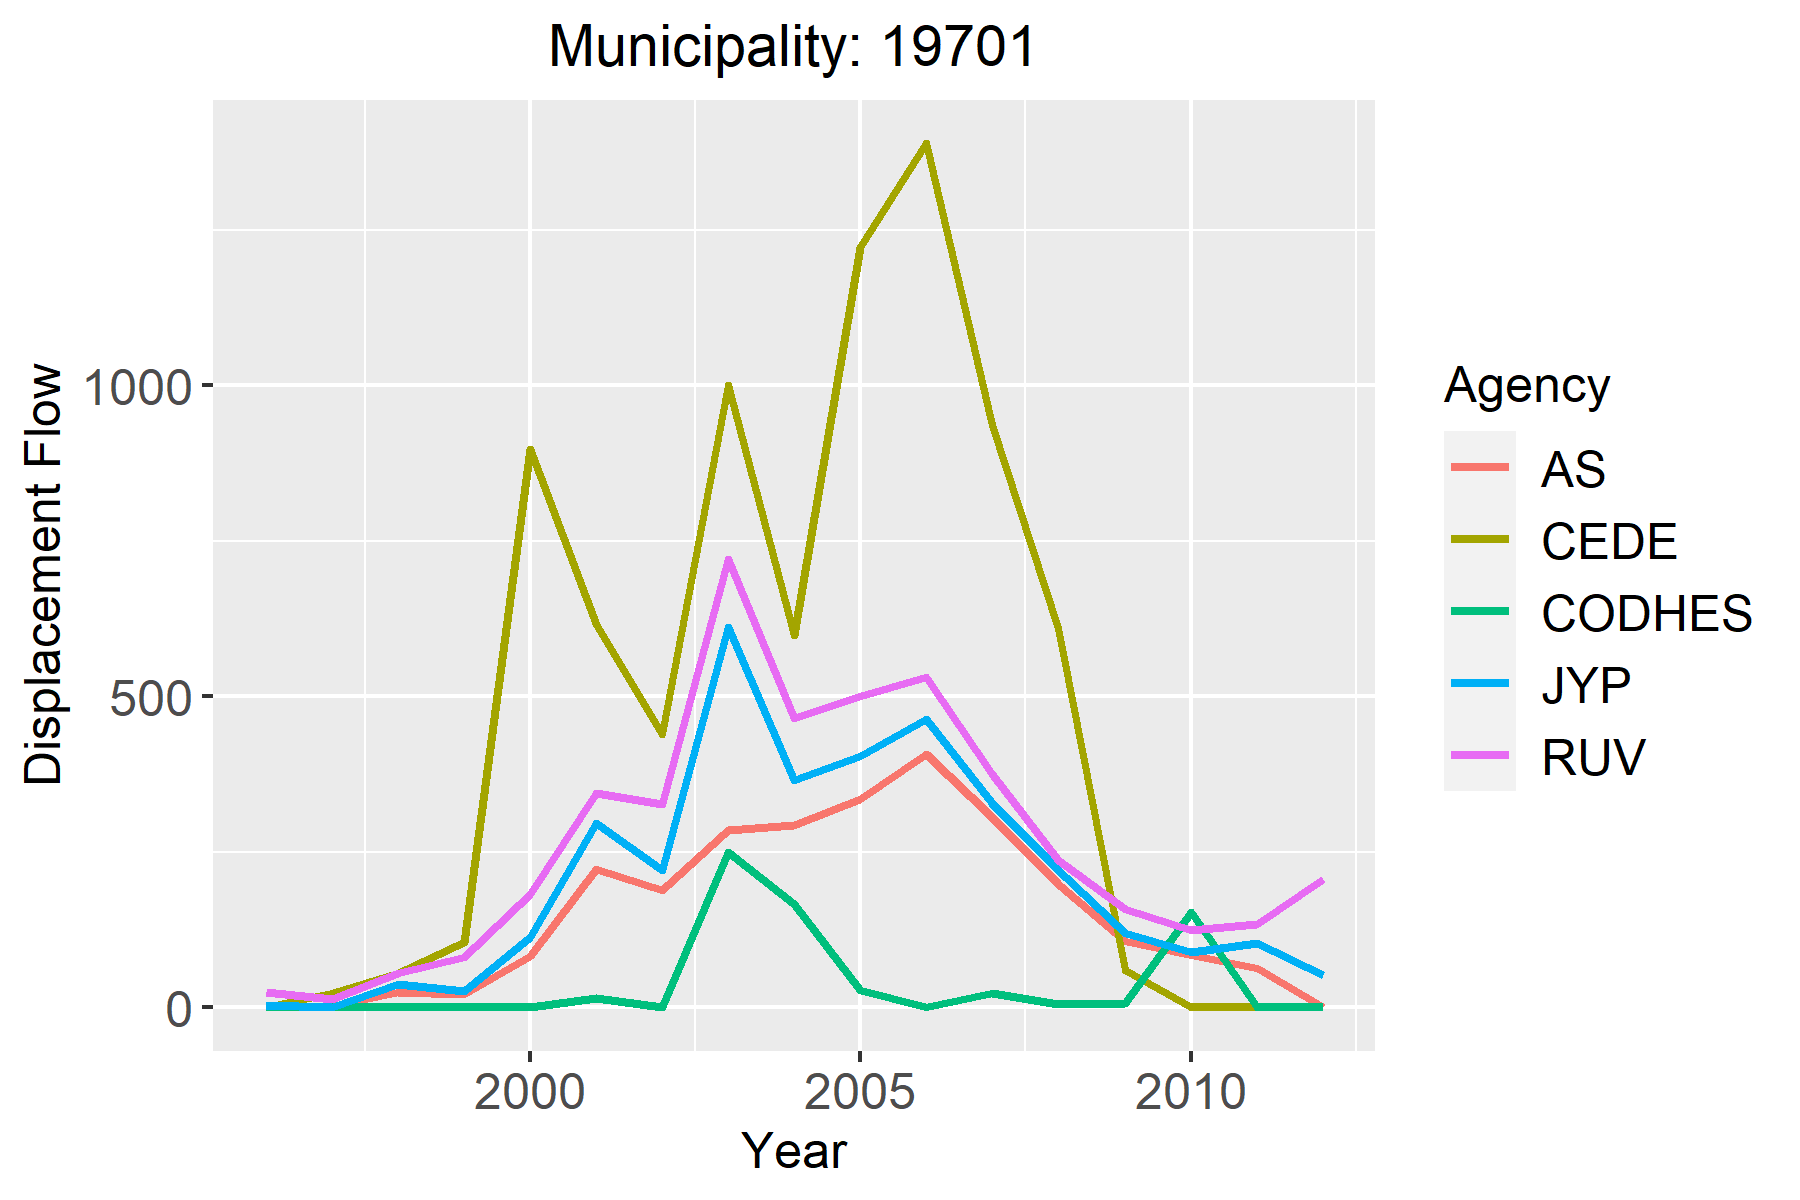 Municipality: 19701
Displacement Flow
1000
500
0
2000 2005 2010
Year
Agency
AS
CEDE
CODHES
JYP
RUV